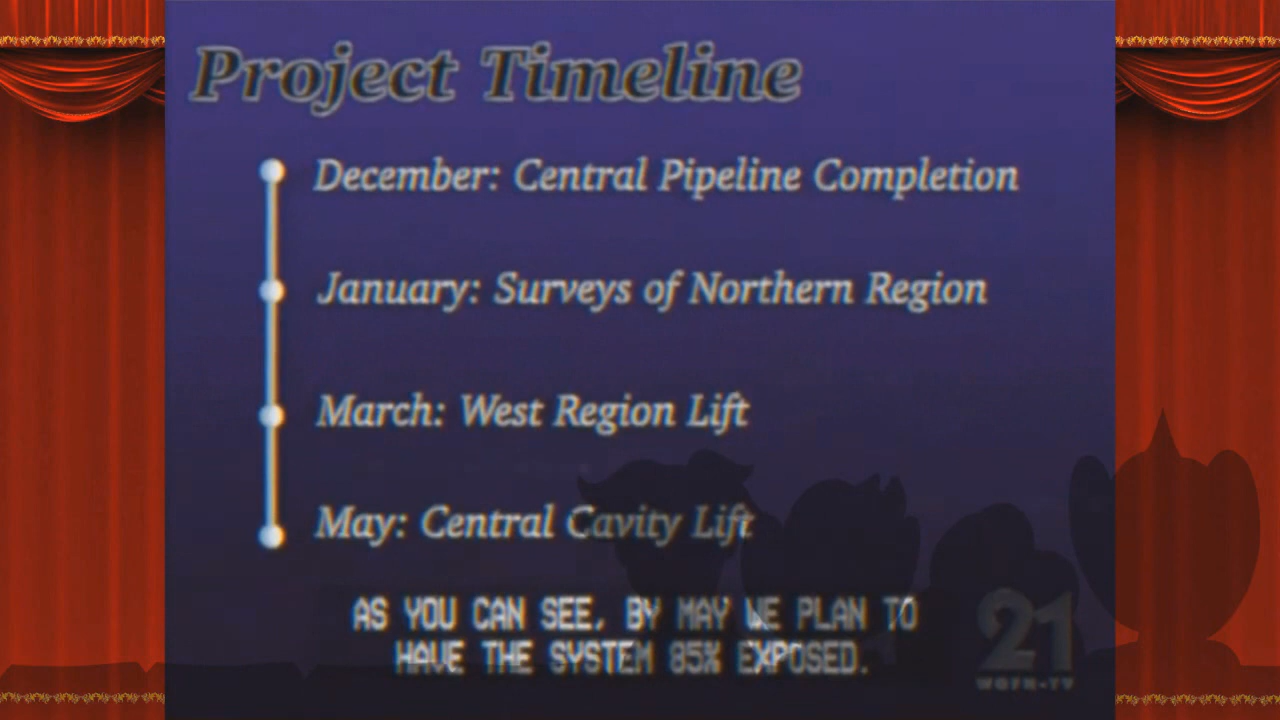 Project Timeline
December: Central Pipeline Completion
January: Surveys of Northern Region
March: West Region Lift
May: Central Cavity Lift
AS YOU CAN SEE, BY MAY WE PLAN TO
HAVE THE SYSTEM 85% EXPOSED.
21